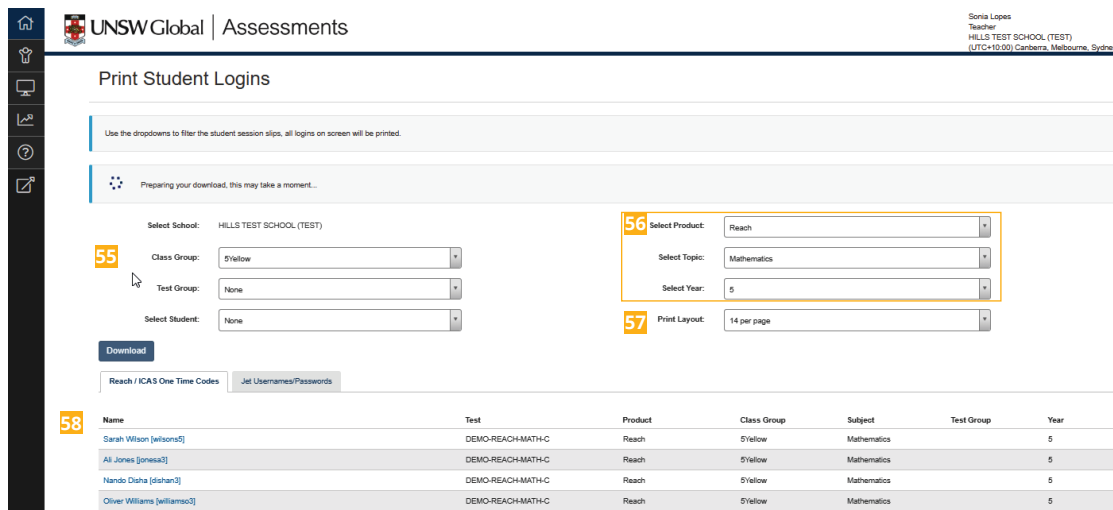 UNSW Global | Assessments
Sonia Lopes
Teacher
HILLS TEST SCHOOL (TEST)
(UTC+10:00) Canberra, Melbourne, Sydne
Print Student Logins
Use the dropdowns to filter the student session slips, all logins on screen will be printed.
Preparing your download, this may take a moment...
Select School: HILLS TEST SCHOOL (TEST)
56 Select Product: Reach
55 Class Group: 5Yellow
Select Topic: Mathematics
Test Group: None
Select Year: 5
Select Student: None
57 Print Layout: 14 per page
Download
Reach / ICAS One Time Codes Jet Usernames/Passwords
58 Name Test Product Class Group Subject Test Group Year
Sarah Wilson [wilsons5] DEMO-REACH-MATH-C Reach 5Yellow Mathematics 5
Ali Jones [jonesa3] DEMO-REACH-MATH-C Reach 5Yellow Mathematics 5
Nando Disha [dishan3] DEMO-REACH-MATH-C Reach 5Yellow Mathematics 5
Oliver Williams [williamso3] DEMO-REACH-MATH-C Reach 5Yellow Mathematics 5